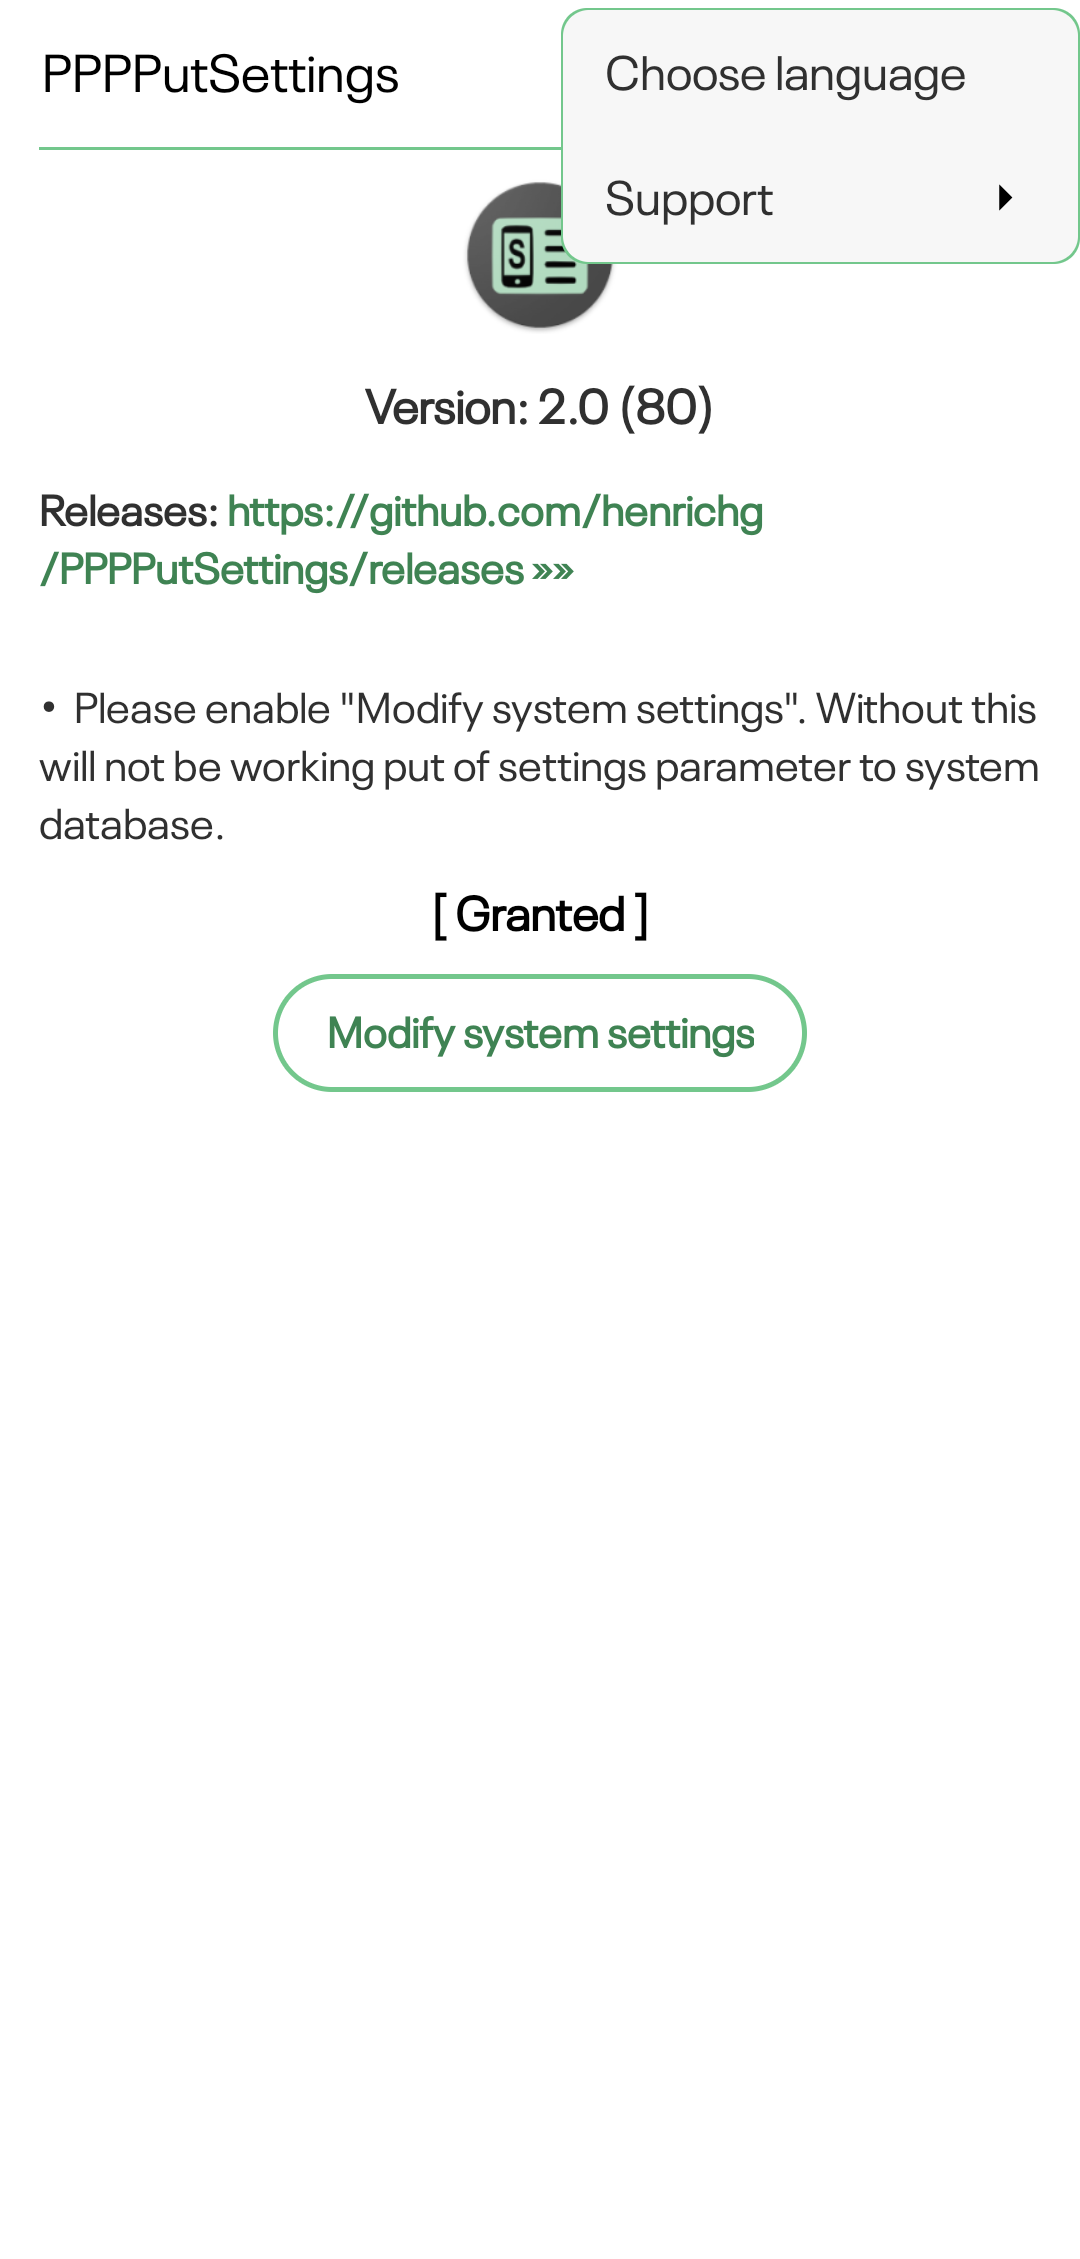 PPPPutSettings
Choose language
Support
S
Version: 2.0 (80)
Releases: https://github.com/henrichg
/PPPPutSettings/releases »»
• Please enable "Modify system settings". Without this
will not be working put of settings parameter to system
database.
[ Granted ]
Modify system settings